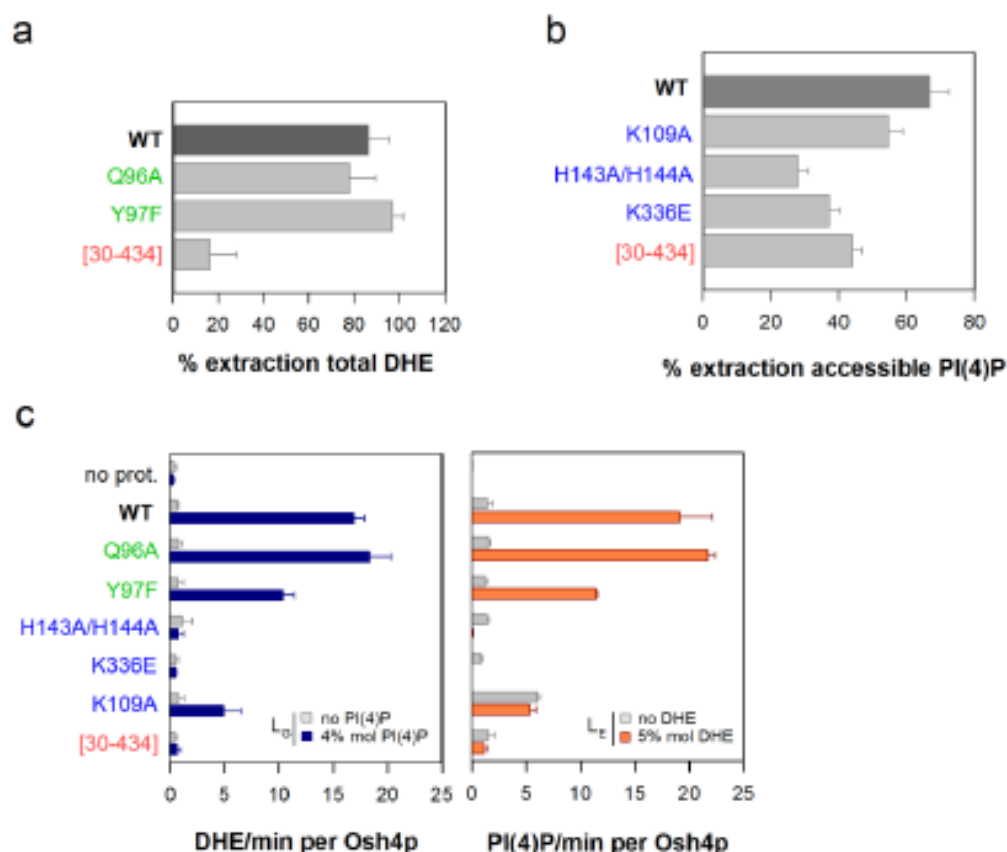 a
WT
Q96A
Y97F
[30-434]
0 20 40 60 80 100 120
% extraction total DHE
b
WT
K109A
H143A/H144A
K336E
[30-434]
0 20 40 60 80
% extraction accessible PI(4)P
c
no prot.
WT
Q96A
Y97F
H143A/H144A
K336E
K109A
[30-434]
LG
no PI(4)P
4% mol PI(4)P
0 5 10 15 20 25
DHE/min per Osh4p
LE
no DHE
5% mol DHE
0 5 10 15 20 25
PI(4)P/min per Osh4p